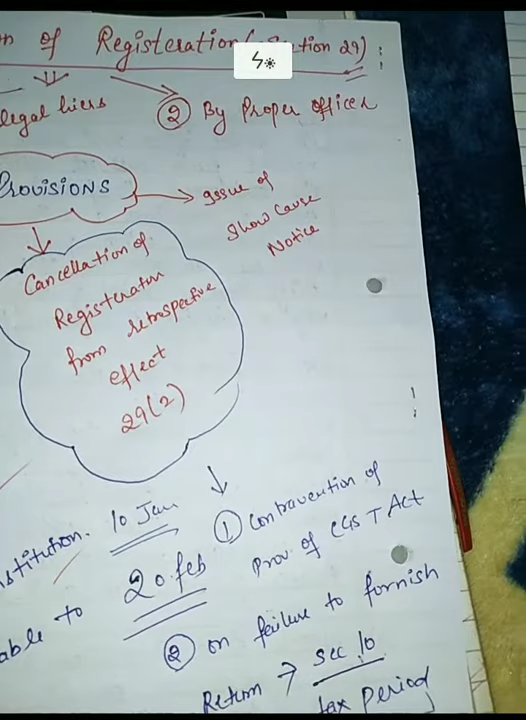 of Registeration (Section 29)
legal hiers
② By Proper officer
PROVISIONS
Issue of
Show Cause
Notice
Cancellation of
Registeration
from retrospective
effect
29(2)
10 Jan
① Contravention of
Prov. of CGST Act
20 feb
able to
② on failure to furnish
Return → sec 10
tax period